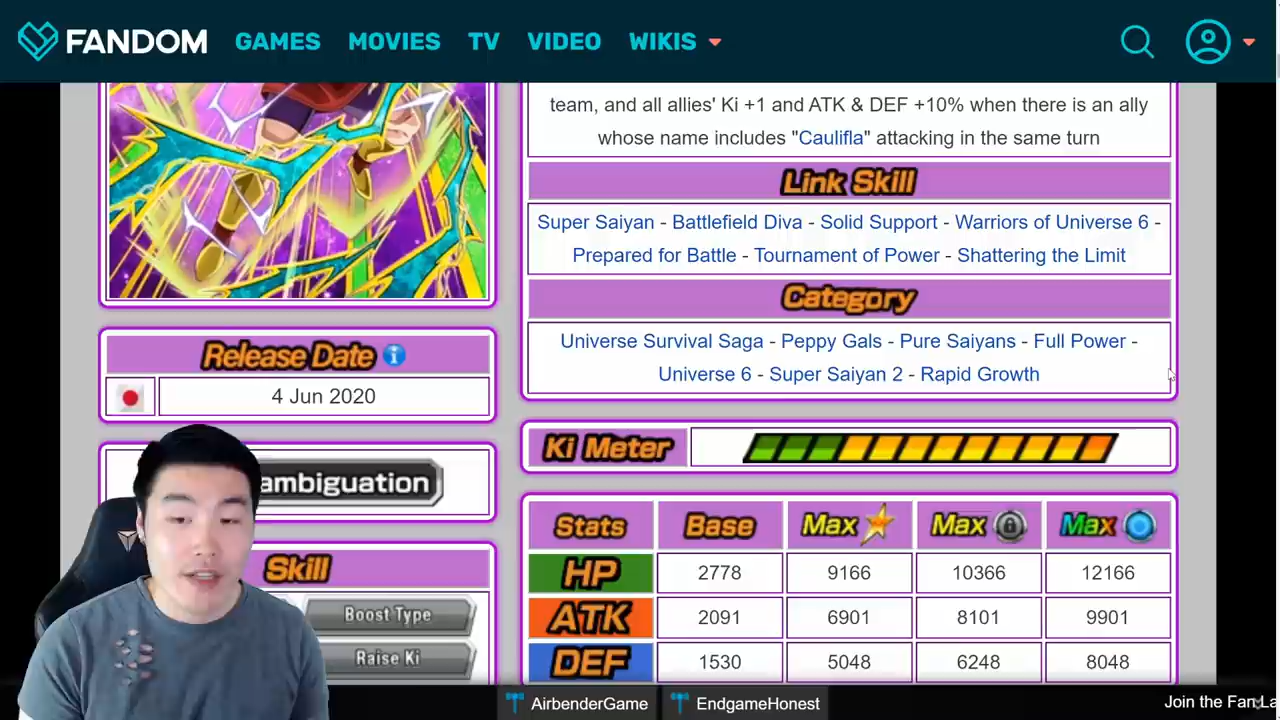 FANDOM GAMES MOVIES TV VIDEO WIKIS
team, and all allies' Ki +1 and ATK & DEF +10% when there is an ally
whose name includes "Caulifla" attacking in the same turn
Link Skill
Super Saiyan - Battlefield Diva - Solid Support - Warriors of Universe 6 -
Prepared for Battle - Tournament of Power - Shattering the Limit
Category
Universe Survival Saga - Peppy Gals - Pure Saiyans - Full Power -
Universe 6 - Super Saiyan 2 - Rapid Growth
Release Date
4 Jun 2020
Ki Meter
ambiguation
Stats Base Max Max Max
HP 2778 9166 10366 12166
ATK 2091 6901 8101 9901
DEF 1530 5048 6248 8048
Skill
Boost Type
Raise Ki
AirbenderGame EndgameHonest
Join the Fan La